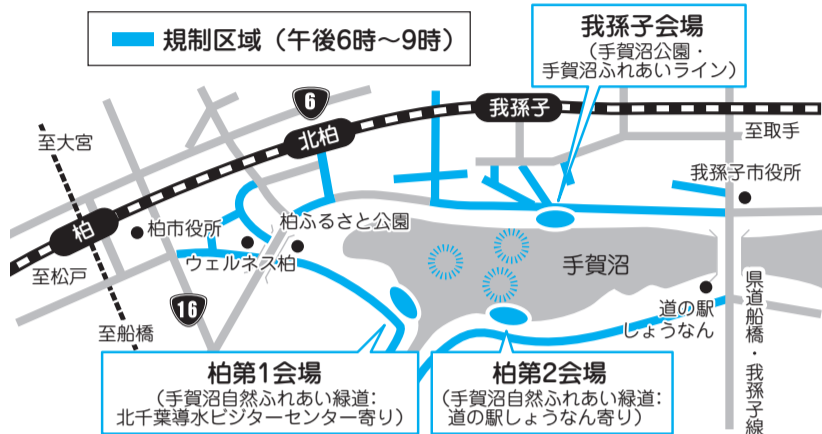 規制区域（午後6時～9時）
我孫子会場
（手賀沼公園・
手賀沼ふれあいライン）
6
我孫子
北柏
至大宮
至取手
我孫子市役所
柏
柏市役所
柏ふるさと公園
ウェルネス柏
手賀沼
至松戸
16
道の駅
しょうなん
県道船橋・我孫子線
至船橋
柏第1会場
（手賀沼自然ふれあい緑道：
北千葉導水ビジターセンター寄り）
柏第2会場
（手賀沼自然ふれあい緑道：
道の駅しょうなん寄り）